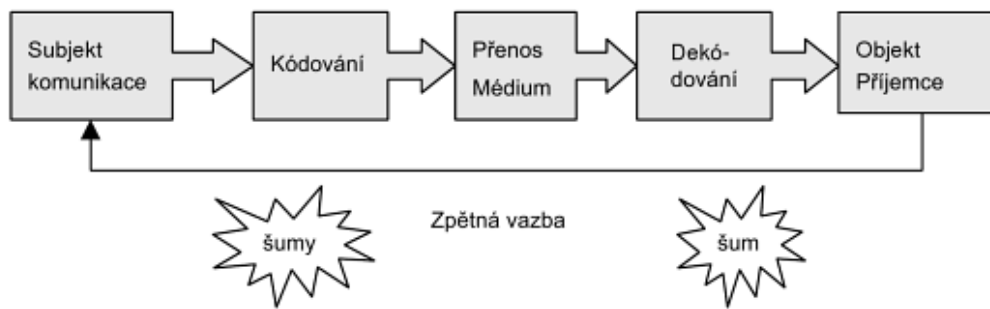 Subjekt
komunikace
Kódování
Přenos
Médium
Dekó-
dování
Objekt
Příjemce
Zpětná vazba
šumy
šum